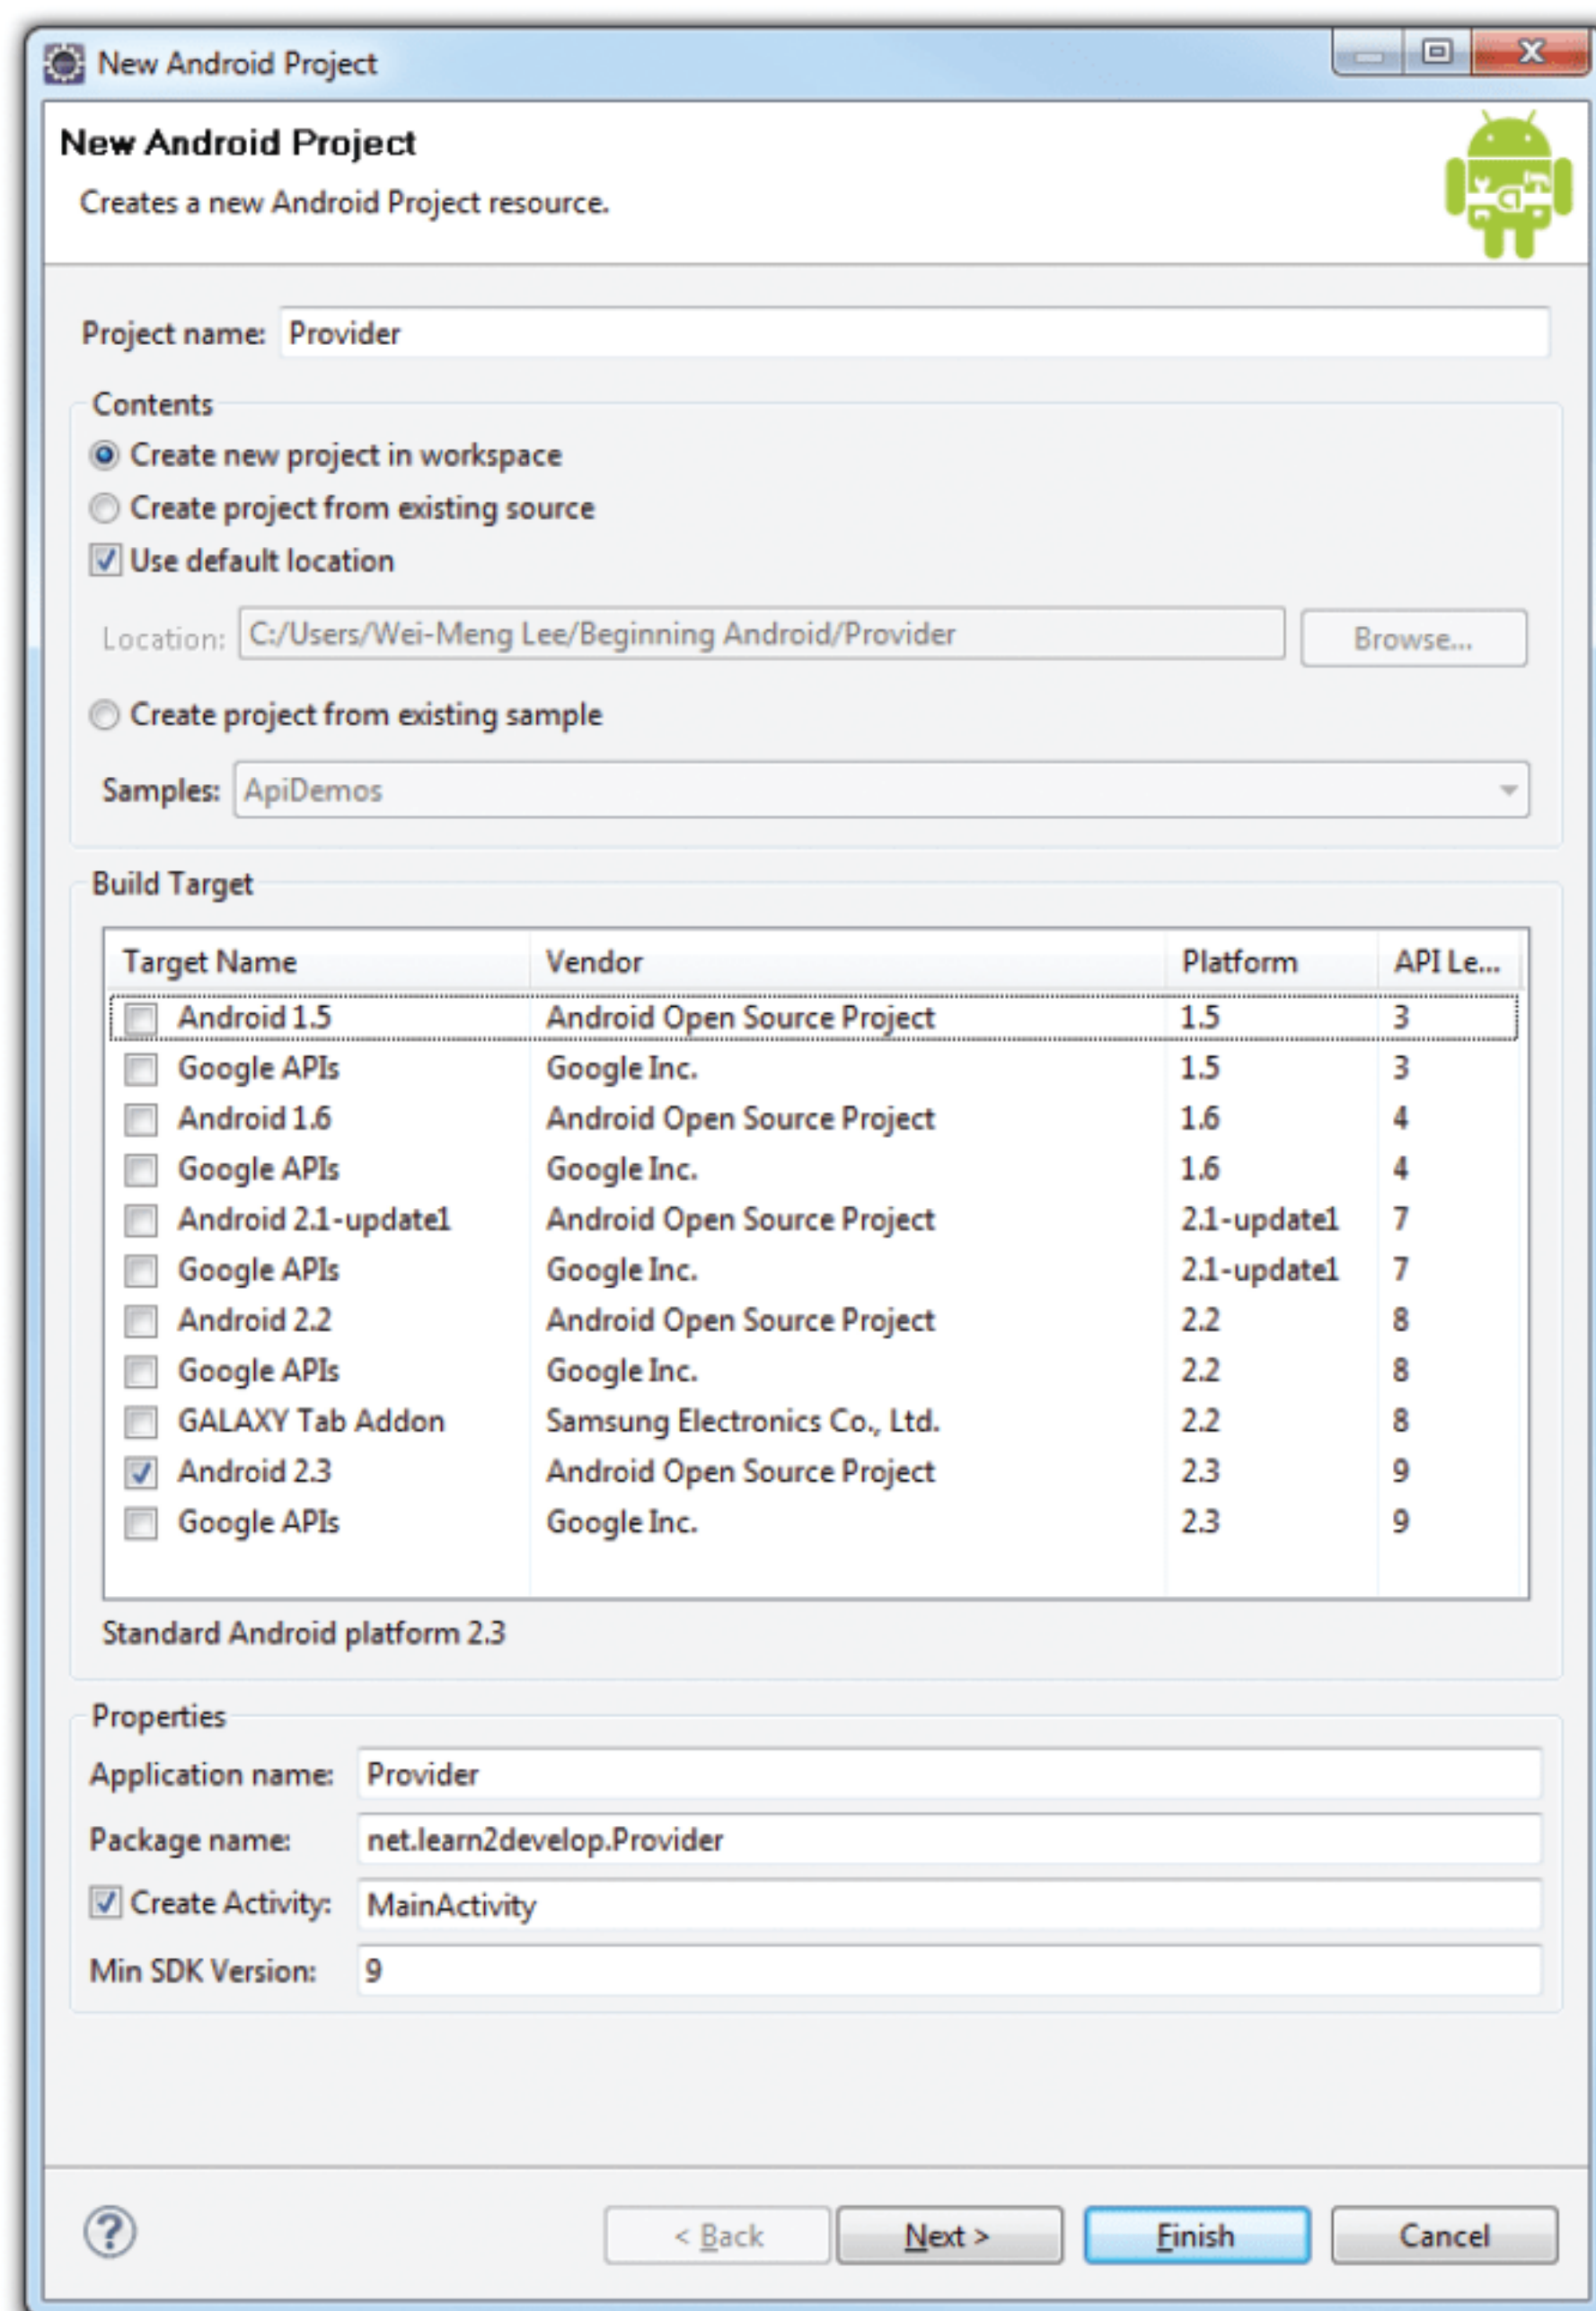 New Android Project
New Android Project
Creates a new Android Project resource.
Project name: Provider
Contents
Create new project in workspace
Create project from existing source
Use default location
Location: C:/Users/Wei-Meng Lee/Beginning Android/Provider Browse...
Create project from existing sample
Samples: ApiDemos
Build Target
Target Name Vendor Platform API Le...
Android 1.5 Android Open Source Project 1.5 3
Google APIs Google Inc. 1.5 3
Android 1.6 Android Open Source Project 1.6 4
Google APIs Google Inc. 1.6 4
Android 2.1-update1 Android Open Source Project 2.1-update1 7
Google APIs Google Inc. 2.1-update1 7
Android 2.2 Android Open Source Project 2.2 8
Google APIs Google Inc. 2.2 8
GALAXY Tab Addon Samsung Electronics Co., Ltd. 2.2 8
Android 2.3 Android Open Source Project 2.3 9
Google APIs Google Inc. 2.3 9
Standard Android platform 2.3
Properties
Application name: Provider
Package name: net.learn2develop.Provider
Create Activity: MainActivity
Min SDK Version: 9
? < Back Next > Finish Cancel